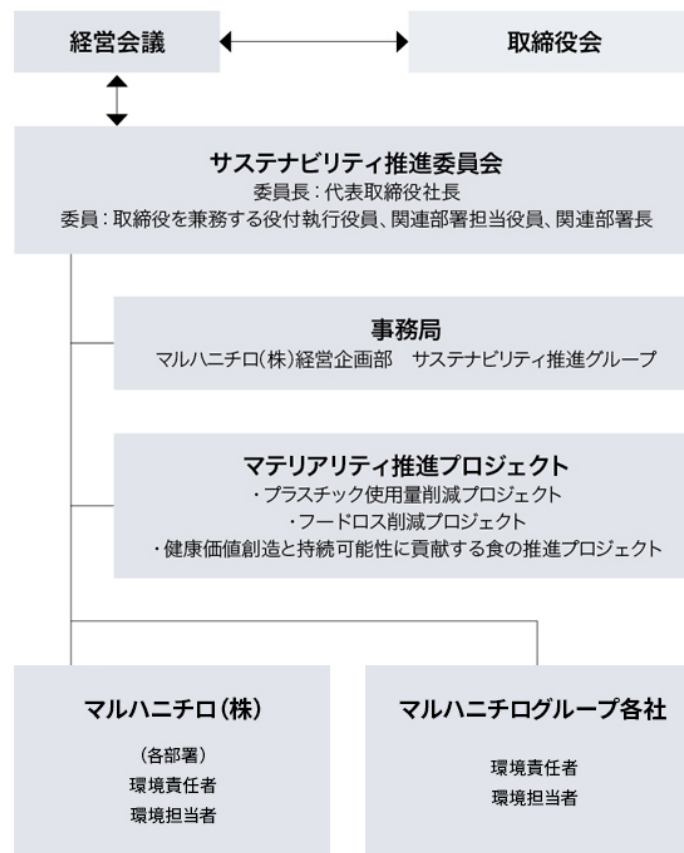 経営会議
取締役会
サステナビリティ推進委員会
委員長：代表取締役社長
委員：取締役を兼務する役付執行役員、関連部署担当役員、関連部署長
事務局
マルハニチロ（株）経営企画部　サステナビリティ推進グループ
マテリアリティ推進プロジェクト
・プラスチック使用量削減プロジェクト
・フードロス削減プロジェクト
・健康価値創造と持続可能性に貢献する食の推進プロジェクト
マルハニチロ（株）
（各部署）
環境責任者
環境担当者
マルハニチログループ各社
環境責任者
環境担当者